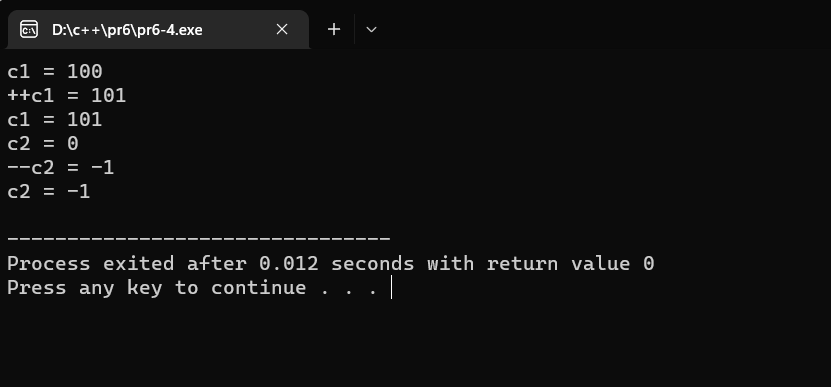 D:\c++\pr6\pr6-4.exe
c1 = 100
++c1 = 101
c1 = 101
c2 = 0
--c2 = -1
c2 = -1
--------------------------------
Process exited after 0.012 seconds with return value 0
Press any key to continue . . .